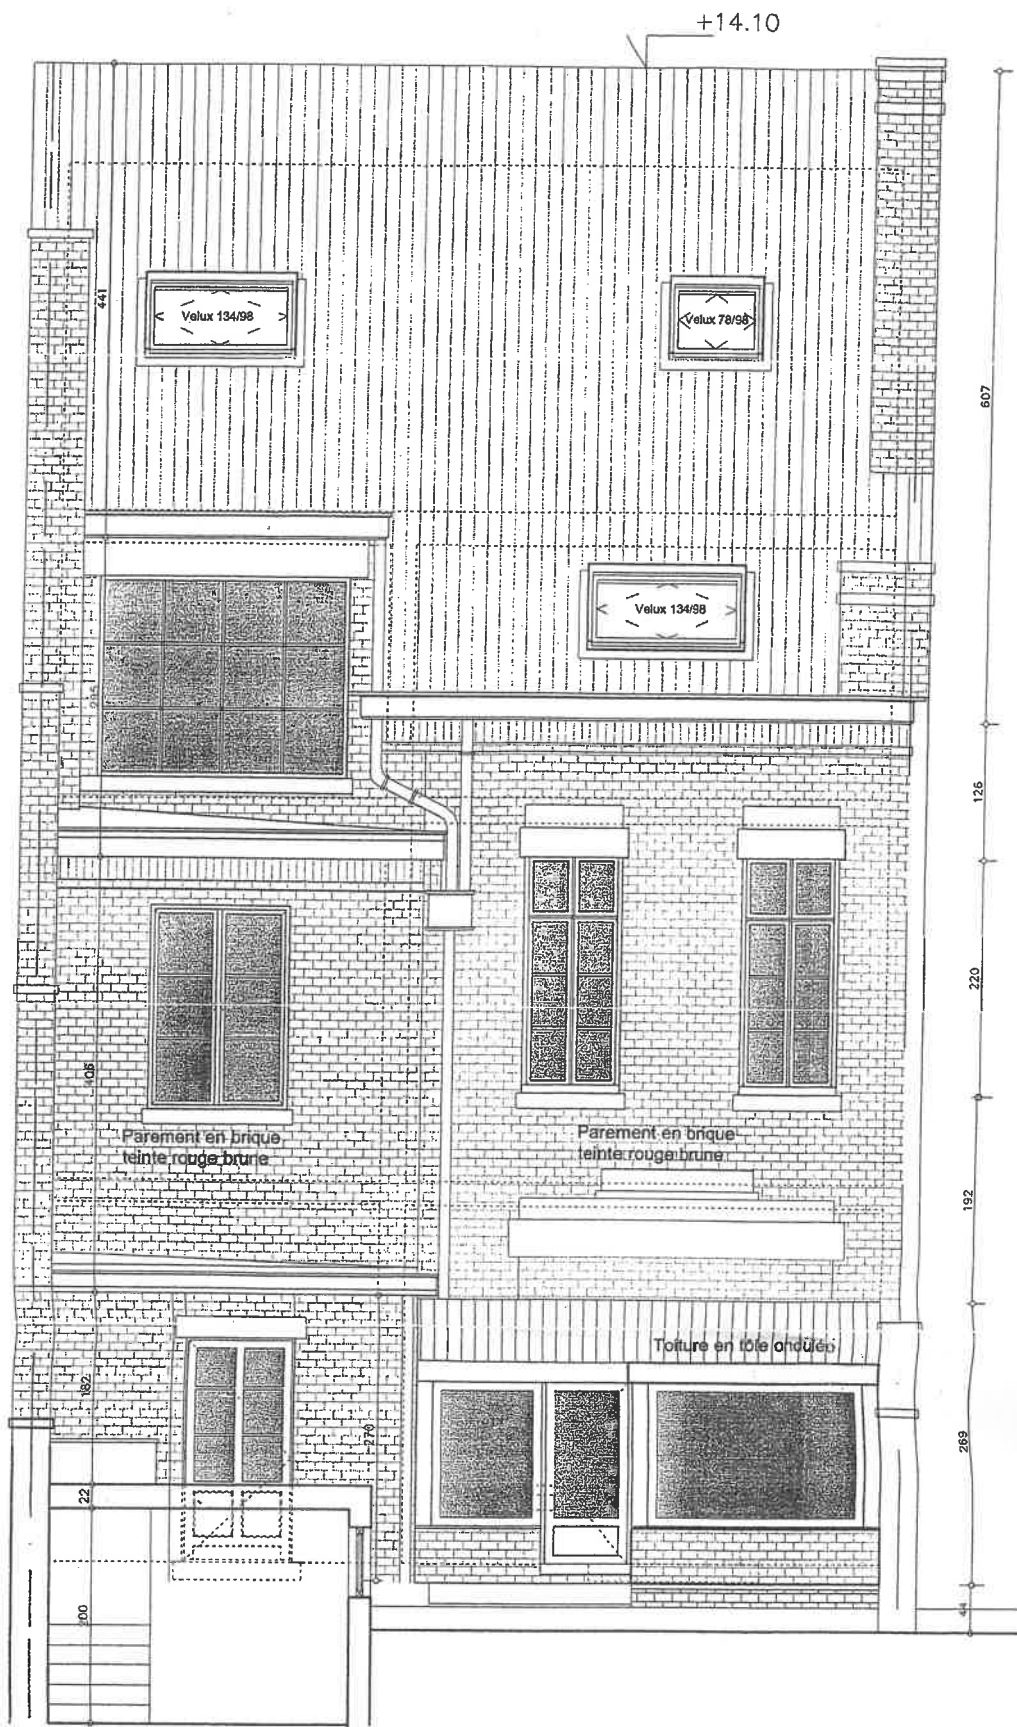 +14.10
441
Velux 134/98
Velux 78/98
607
Velux 134/98
126
220
406
Parement en brique
teinte rouge brune
Parement en brique
teinte rouge brune
192
Toiture en tôle ondulée
182
270
269
22
200
44